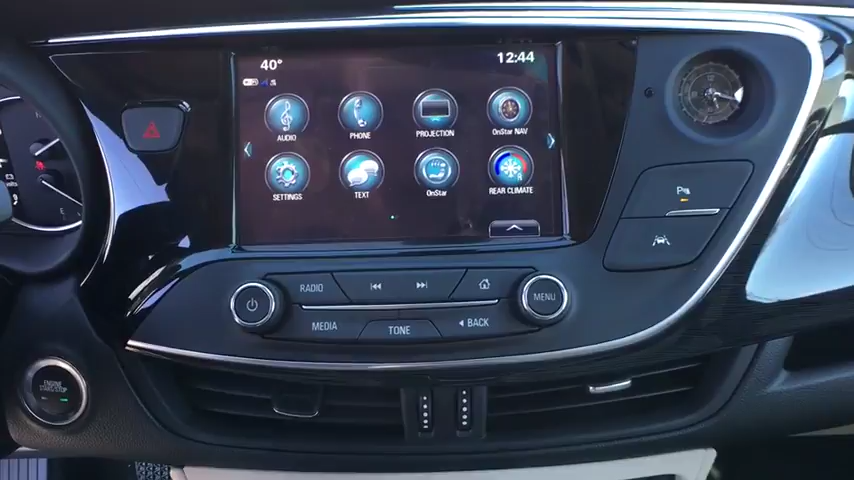 40° 12:44
AUDIO PHONE PROJECTION OnStar NAV
SETTINGS TEXT OnStar REAR CLIMATE
RADIO
MENU
MEDIA TONE BACK
ENGINE
START/STOP